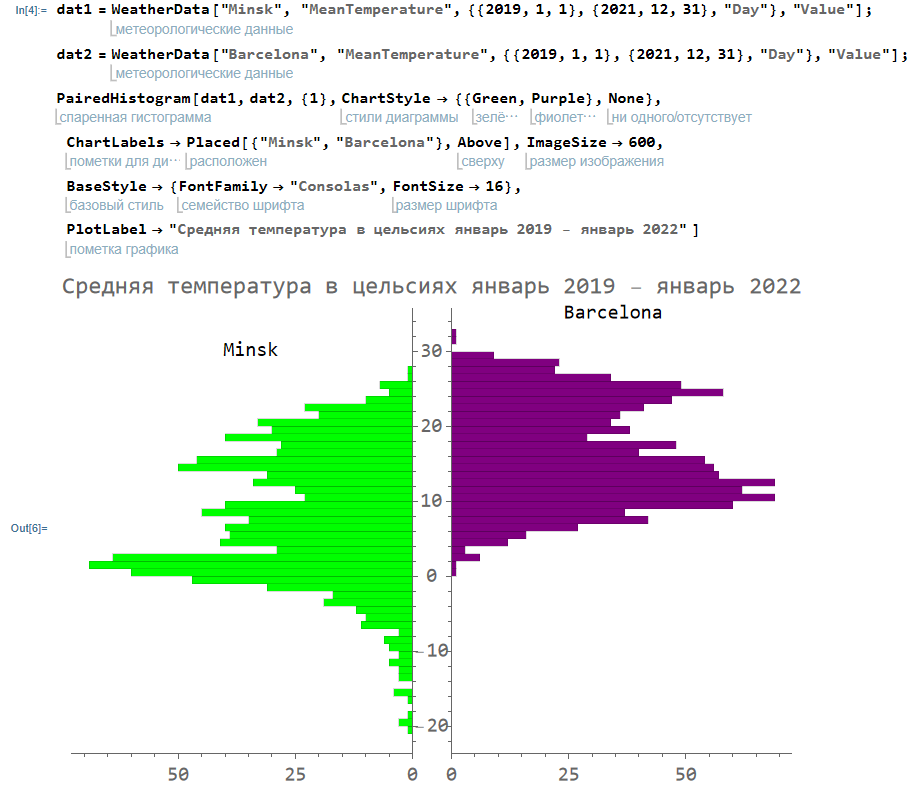 In[4]:= dat1 = WeatherData["Minsk", "MeanTemperature", {{2019, 1, 1}, {2021, 12, 31}, "Day"}, "Value"];
метеорологические данные
dat2 = WeatherData["Barcelona", "MeanTemperature", {{2019, 1, 1}, {2021, 12, 31}, "Day"}, "Value"];
метеорологические данные
PairedHistogram[dat1, dat2, {1}, ChartStyle → {{Green, Purple}, None},
спаренная гистограмма стили диаграммы зелё⋯ фиолет⋯ ни одного/отсутствует
ChartLabels → Placed[{"Minsk", "Barcelona"}, Above], ImageSize → 600,
пометки для ди⋯ расположен сверху размер изображения
BaseStyle → {FontFamily → "Consolas", FontSize → 16},
базовый стиль семейство шрифта размер шрифта
PlotLabel → "Средняя температура в цельсиях январь 2019 – январь 2022" ]
пометка графика
Средняя температура в цельсиях январь 2019 – январь 2022
Barcelona
Minsk
30
20
10
Out[6]=
0
-10
-20
50 25 0 0 25 50